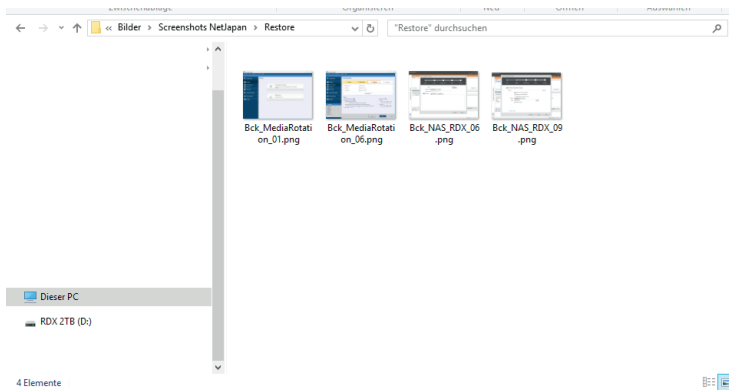 Zwischenablage Organisieren Neu Öffnen Auswählen
« Bilder › Screenshots NetJapan › Restore "Restore" durchsuchen
Bck_MediaRotati
on_01.png
Bck_MediaRotati
on_06.png
Bck_NAS_RDX_06
.png
Bck_NAS_RDX_09
.png
Dieser PC
RDX 2TB (D:)
4 Elemente